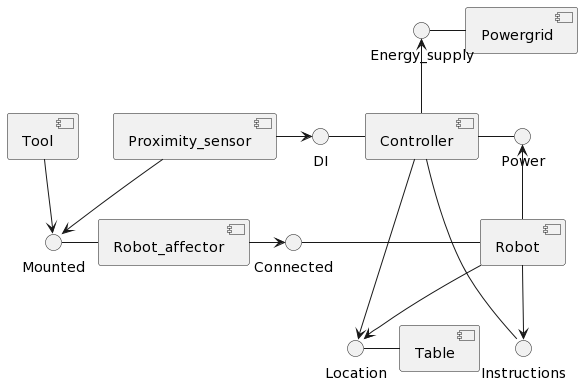 Powergrid
Energy_supply
Tool
Proximity_sensor
DI
Controller
Power
Mounted
Robot_affector
Connected
Robot
Location
Table
Instructions